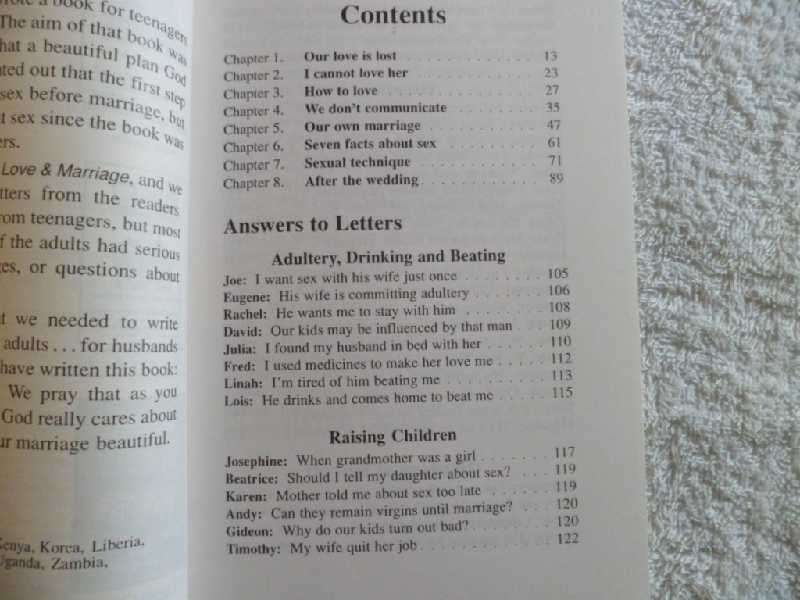 wrote a book for teenagers
The aim of that book was
that a beautiful plan God
ted out that the first step
sex before marriage, but
t sex since the book was
ers.
Love & Marriage, and we
tters from the readers
om teenagers, but most
f the adults had serious
es, or questions about
t we needed to write
adults . . . for husbands
have written this book:
We pray that as you
God really cares about
ur marriage beautiful.
Kenya, Korea, Liberia,
Uganda, Zambia,
Contents
Chapter 1. Our love is lost . . . . . . . . . . . . 13
Chapter 2. I cannot love her . . . . . . . . . . . . 23
Chapter 3. How to love . . . . . . . . . . . . 27
Chapter 4. We don't communicate . . . . . . . . . 35
Chapter 5. Our own marriage . . . . . . . . . . . 47
Chapter 6. Seven facts about sex . . . . . . . . . . 61
Chapter 7. Sexual technique . . . . . . . . . . . . 71
Chapter 8. After the wedding . . . . . . . . . . . 89
Answers to Letters
Adultery, Drinking and Beating
Joe: I want sex with his wife just once . . . . . . . . 105
Eugene: His wife is committing adultery . . . . . . . 106
Rachel: He wants me to stay with him . . . . . . . . 108
David: Our kids may be influenced by that man . . . . 109
Julia: I found my husband in bed with her . . . . . . 110
Fred: I used medicines to make her love me . . . . . 112
Linah: I'm tired of him beating me . . . . . . . . . 113
Lois: He drinks and comes home to beat me . . . . . 115
Raising Children
Josephine: When grandmother was a girl . . . . . . . 117
Beatrice: Should I tell my daughter about sex? . . . 119
Karen: Mother told me about sex too late . . . . . . 119
Andy: Can they remain virgins until marriage? . . . 120
Gideon: Why do our kids turn out bad? . . . . . . . . 120
Timothy: My wife quit her job . . . . . . . . . . . . 122